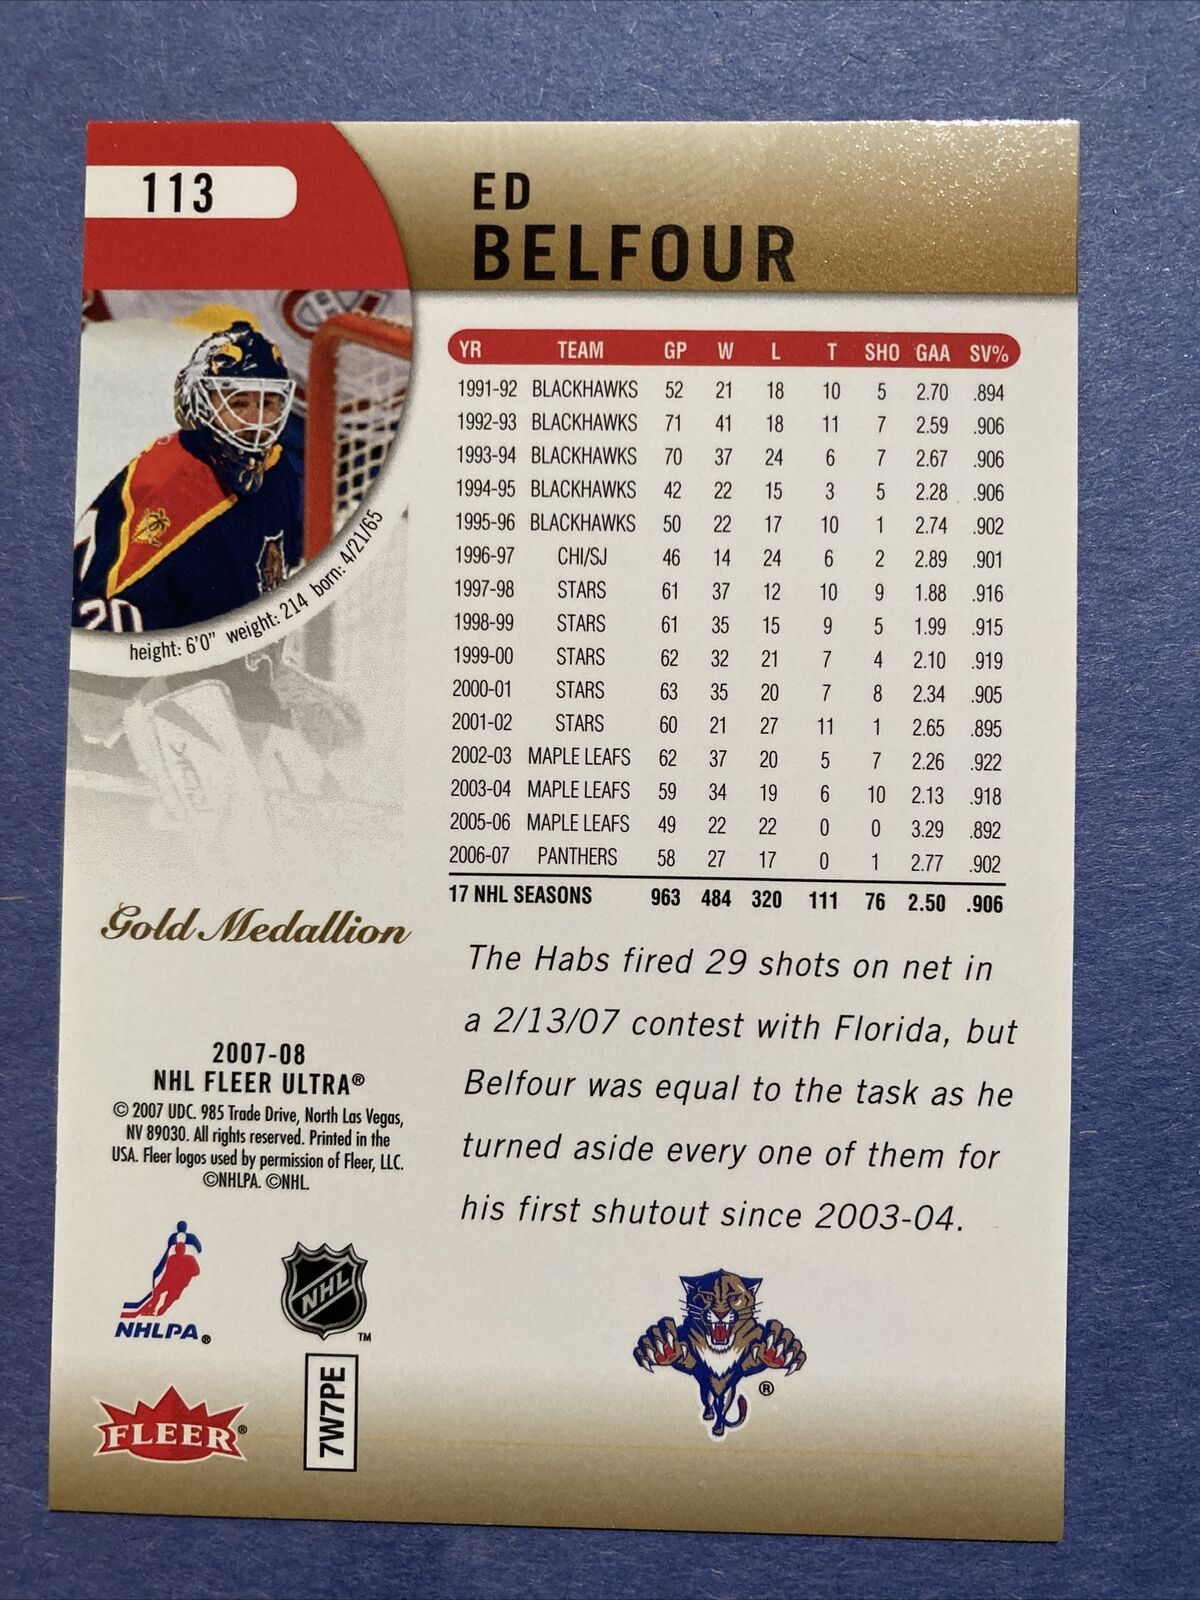 113
ED
BELFOUR
20
height: 6'0" weight: 214 born: 4/21/65
YR TEAM GP W L T SHO GAA SV%
1991-92 BLACKHAWKS 52 21 18 10 5 2.70 .894
1992-93 BLACKHAWKS 71 41 18 11 7 2.59 .906
1993-94 BLACKHAWKS 70 37 24 6 7 2.67 .906
1994-95 BLACKHAWKS 42 22 15 3 5 2.28 .906
1995-96 BLACKHAWKS 50 22 17 10 1 2.74 .902
1996-97 CHI/SJ 46 14 24 6 2 2.89 .901
1997-98 STARS 61 37 12 10 9 1.88 .916
1998-99 STARS 61 35 15 9 5 1.99 .915
1999-00 STARS 62 32 21 7 4 2.10 .919
2000-01 STARS 63 35 20 7 8 2.34 .905
2001-02 STARS 60 21 27 11 1 2.65 .895
2002-03 MAPLE LEAFS 62 37 20 5 7 2.26 .922
2003-04 MAPLE LEAFS 59 34 19 6 10 2.13 .918
2005-06 MAPLE LEAFS 49 22 22 0 0 3.29 .892
2006-07 PANTHERS 58 27 17 0 1 2.77 .902
17 NHL SEASONS 963 484 320 111 76 2.50 .906
Gold Medallion
The Habs fired 29 shots on net in
a 2/13/07 contest with Florida, but
Belfour was equal to the task as he
turned aside every one of them for
his first shutout since 2003-04.
2007-08
NHL FLEER ULTRA®
© 2007 UDC. 985 Trade Drive, North Las Vegas,
NV 89030. All rights reserved. Printed in the
USA. Fleer logos used by permission of Fleer, LLC.
©NHLPA. ©NHL.
NHLPA®
NHL TM
®
FLEER®
7W7PE